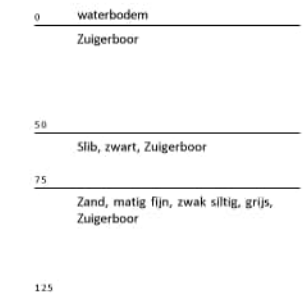 0 waterbodem
Zuigerboor
50
Slib, zwart, Zuigerboor
75
Zand, matig fijn, zwak siltig, grijs,
Zuigerboor
125